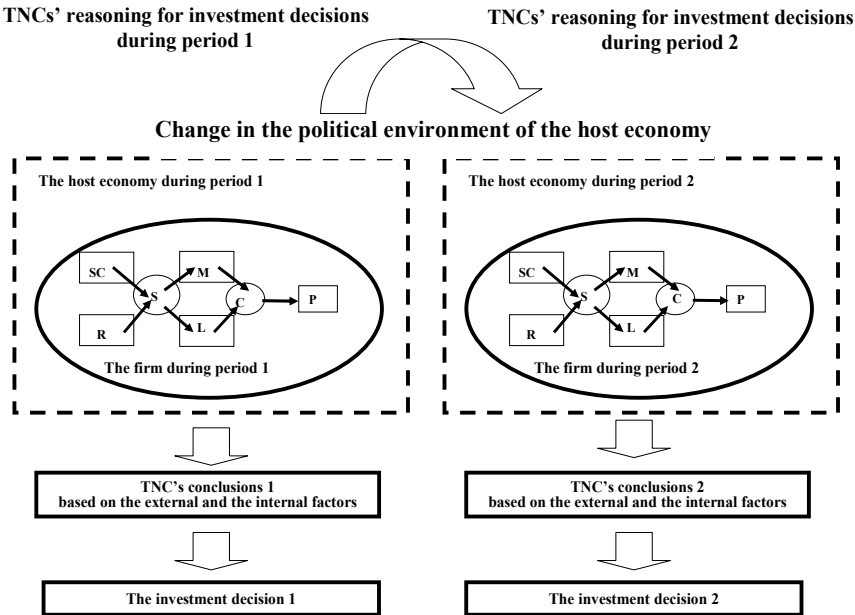 TNCs' reasoning for investment decisions
during period 1
TNCs' reasoning for investment decisions
during period 2
Change in the political environment of the host economy
The host economy during period 1
SC
M
S
C
P
R
L
The firm during period 1
The host economy during period 2
SC
M
S
C
P
R
L
The firm during period 2
TNC's conclusions 1
based on the external and the internal factors
TNC's conclusions 2
based on the external and the internal factors
The investment decision 1
The investment decision 2